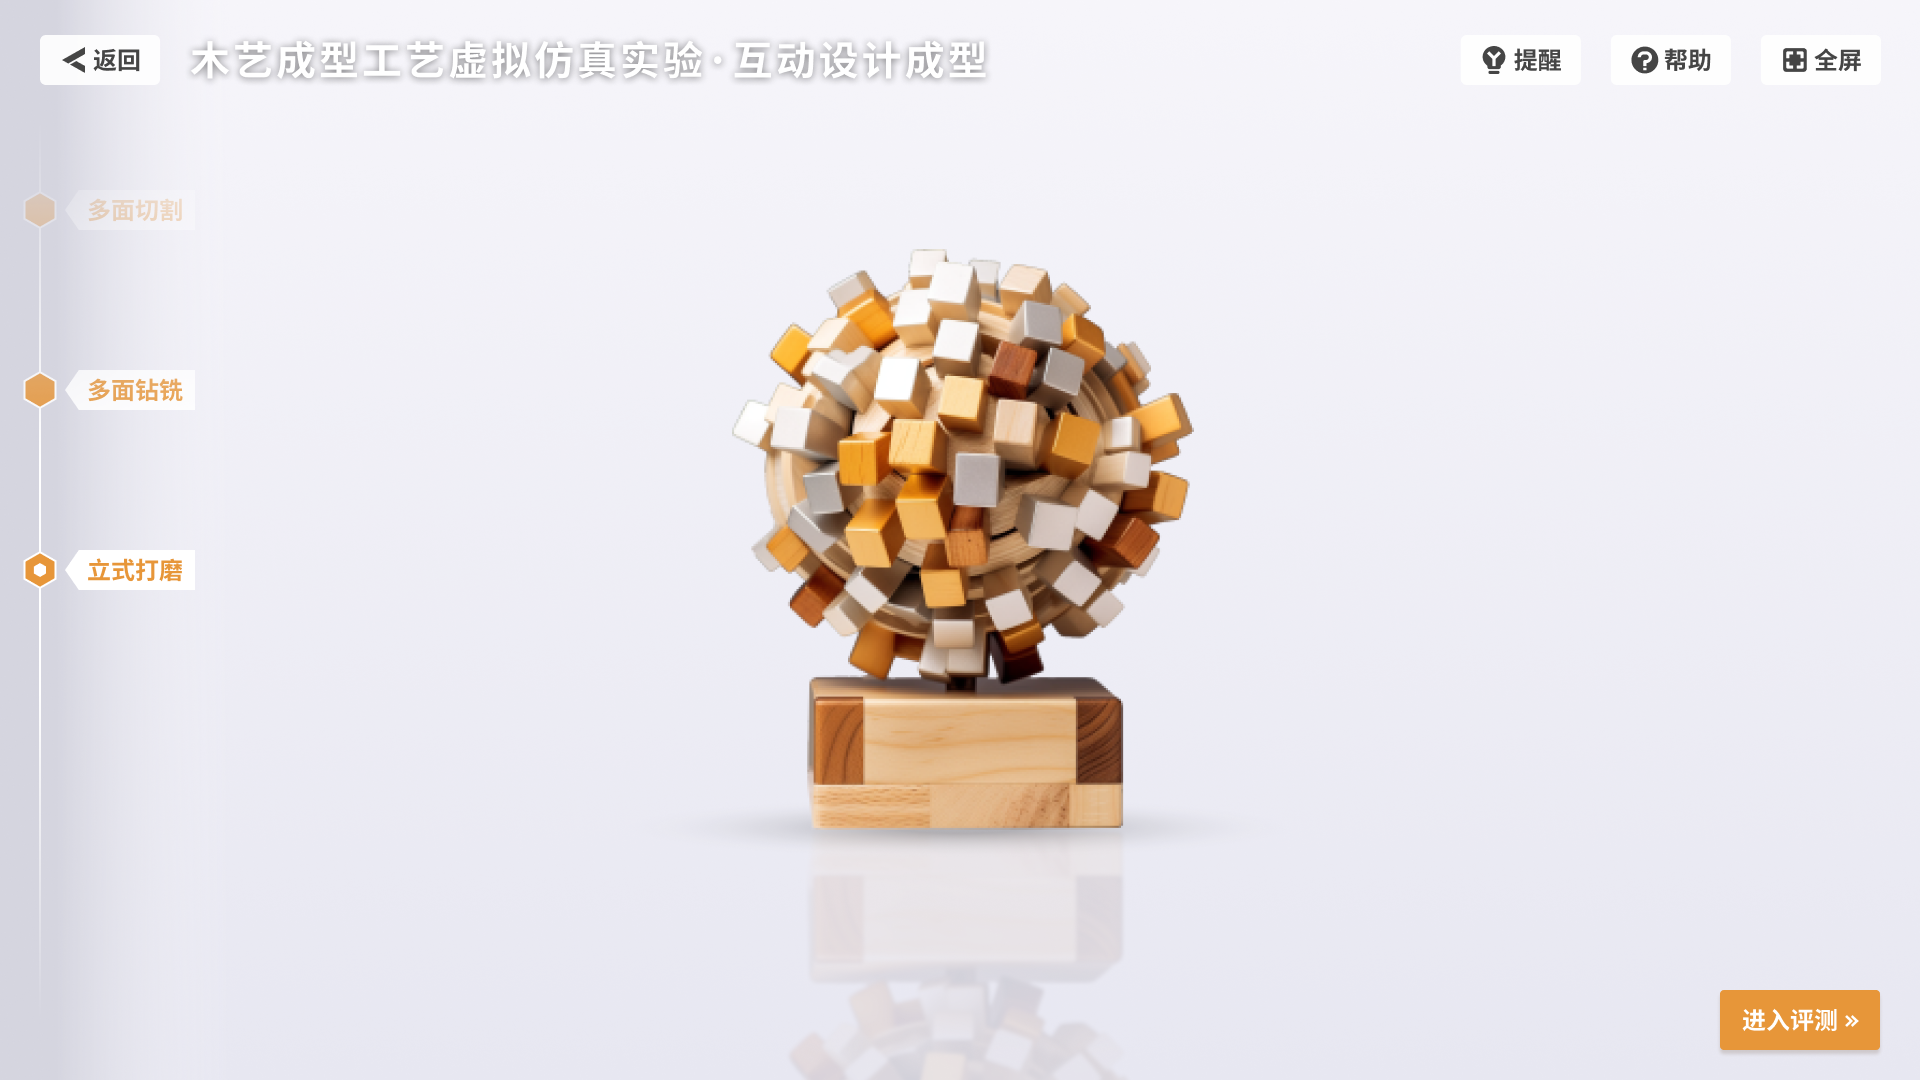 返回
木艺成型工艺虚拟仿真实验·互动设计成型
提醒
帮助
全屏
多面切割
多面钻铣
立式打磨
进入评测 »